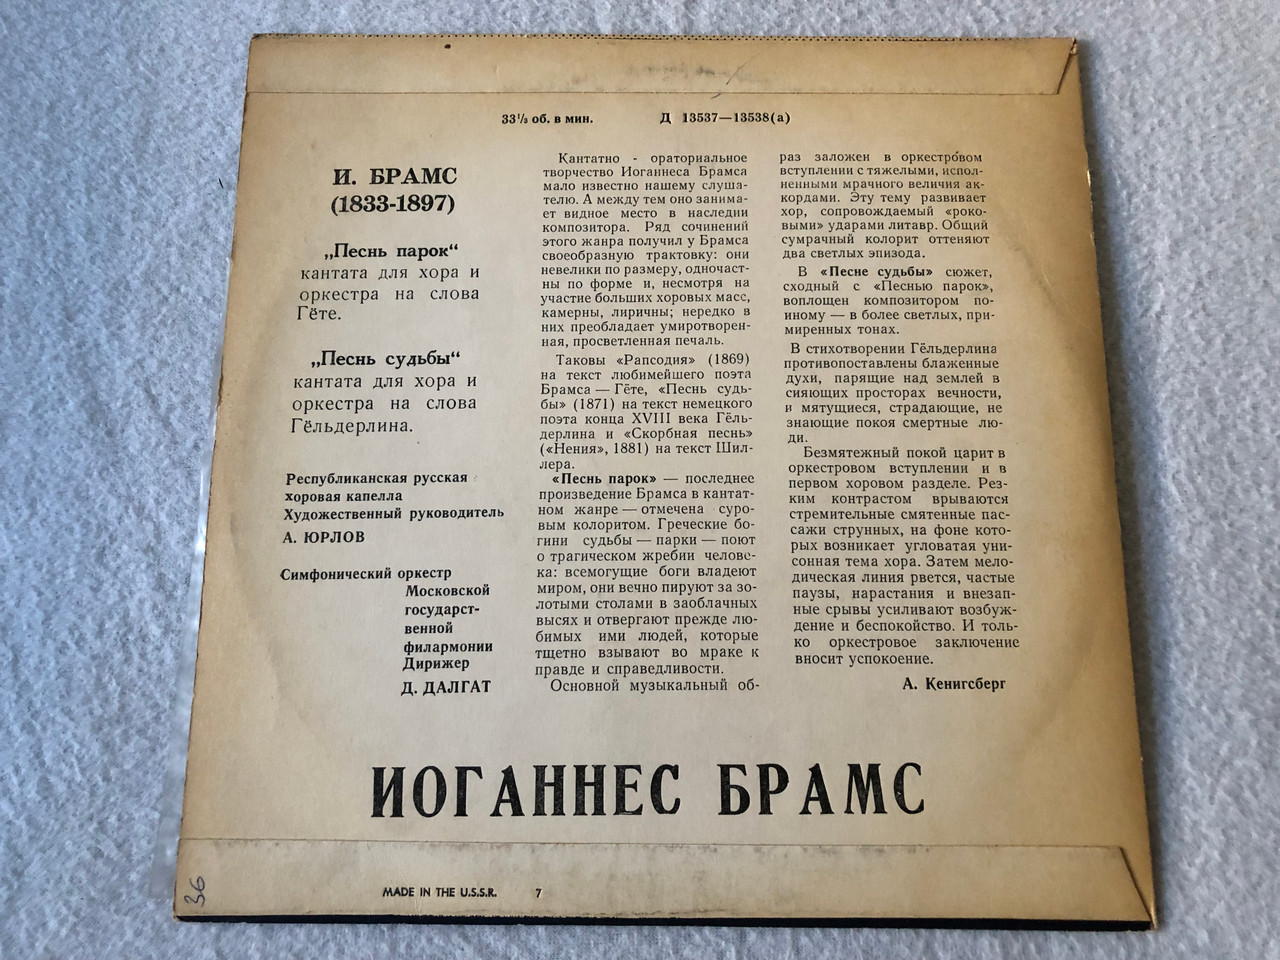 33⅓ об. в мин. Д 13537—13538(а)
И. БРАМС
(1833-1897)
„Песнь парок“
кантата для хора и
оркестра на слова
Гёте.
„Песнь судьбы“
кантата для хора и
оркестра на слова
Гёльдерлина.
Республиканская русская
хоровая капелла
Художественный руководитель
А. ЮРЛОВ
Симфонический оркестр
Московской
государст-
венной
филармонии
Дирижер
Д. ДАЛГАТ
Кантатно - ораториальное
творчество Иоганнеса Брамса
мало известно нашему слуша-
телю. А между тем оно занима-
ет видное место в наследии
композитора. Ряд сочинений
этого жанра получил у Брамса
своеобразную трактовку: они
невелики по размеру, одночаст-
ны по форме и, несмотря на
участие больших хоровых масс,
камерны, лиричны; нередко в
них преобладает умиротворен-
ная, просветленная печаль.
Таковы «Рапсодия» (1869)
на текст любимейшего поэта
Брамса — Гёте, «Песнь судь-
бы» (1871) на текст немецкого
поэта конца XVIII века Гёль-
дерлина и «Скорбная песнь»
(«Нения», 1881) на текст Шил-
лера.
«Песнь парок» — последнее
произведение Брамса в кантат-
ном жанре — отмечена суро-
вым колоритом. Греческие бо-
гини судьбы — парки — поют
о трагическом жребии челове-
ка: всемогущие боги владеют
миром, они вечно пируют за зо-
лотыми столами в заоблачных
высях и отвергают прежде лю-
бимых ими людей, которые
тщетно взывают во мраке к
правде и справедливости.
Основной музыкальный об-
раз заложен в оркестровом
вступлении с тяжелыми, испол-
ненными мрачного величия ак-
кордами. Эту тему развивает
хор, сопровождаемый «роко-
выми» ударами литавр. Общий
сумрачный колорит оттеняют
два светлых эпизода.
В «Песне судьбы» сюжет,
сходный с «Песнью парок»,
воплощен композитором по-
иному — в более светлых, при-
миренных тонах.
В стихотворении Гёльдерлина
противопоставлены блаженные
духи, парящие над землей в
сияющих просторах вечности,
и мятущиеся, страдающие, не
знающие покоя смертные лю-
ди.
Безмятежный покой царит в
оркестровом вступлении и в
первом хоровом разделе. Рез-
ким контрастом врываются
стремительные смятенные пас-
сажи струнных, на фоне кото-
рых возникает угловатая уни-
сонная тема хора. Затем мело-
дическая линия рвется, частые
паузы, нарастания и внезап-
ные срывы усиливают возбуж-
дение и беспокойство. И толь-
ко оркестровое заключение
вносит успокоение.
А. Кенигсберг
ИОГАННЕС БРАМС
MADE IN THE U.S.S.R. 7
36